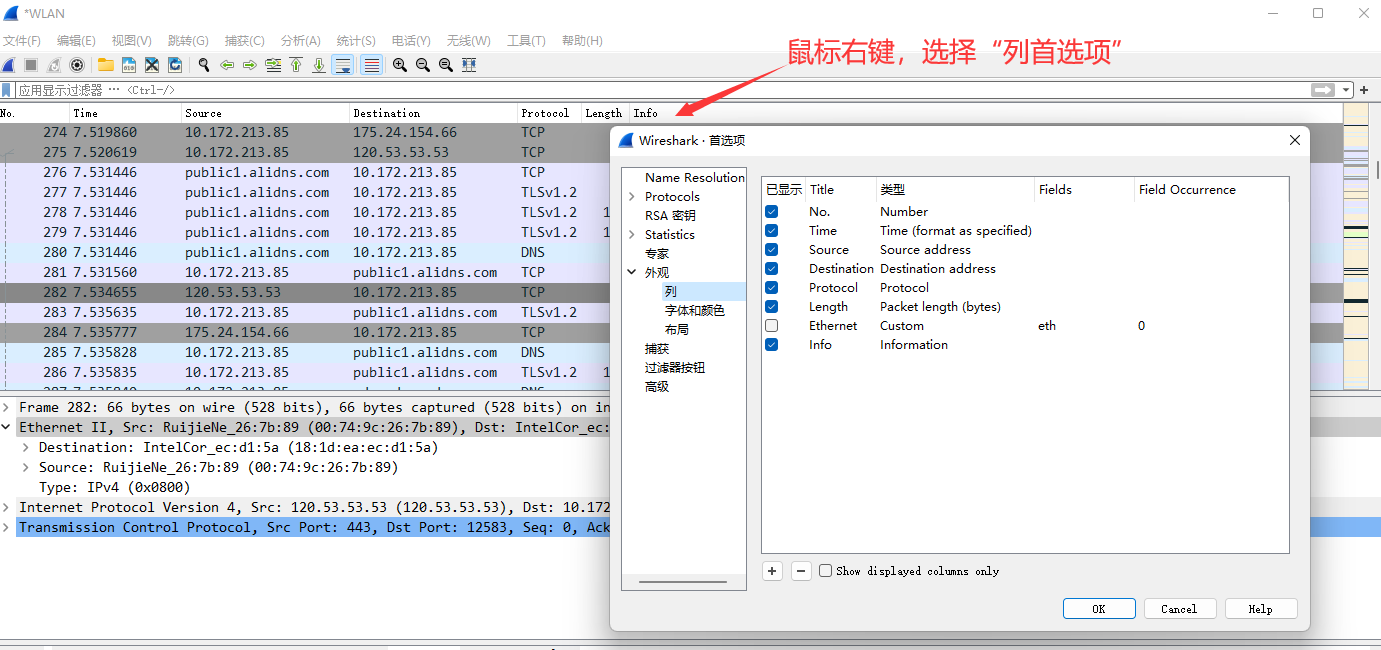 *WLAN
文件(F) 编辑(E) 视图(V) 跳转(G) 捕获(C) 分析(A) 统计(S) 电话(Y) 无线(W) 工具(T) 帮助(H)
鼠标右键，选择“列首选项”
应用显示过滤器 … <Ctrl-/>
No. Time Source Destination Protocol Length Info
274 7.519860 10.172.213.85 175.24.154.66 TCP
275 7.520619 10.172.213.85 120.53.53.53 TCP
276 7.531446 public1.alidns.com 10.172.213.85 TCP
277 7.531446 public1.alidns.com 10.172.213.85 TLSv1.2
278 7.531446 public1.alidns.com 10.172.213.85 TLSv1.2 1
279 7.531446 public1.alidns.com 10.172.213.85 TLSv1.2 1
280 7.531446 public1.alidns.com 10.172.213.85 DNS
281 7.531560 10.172.213.85 public1.alidns.com TCP
282 7.534655 120.53.53.53 10.172.213.85 TCP
283 7.535635 10.172.213.85 public1.alidns.com TLSv1.2
284 7.535777 175.24.154.66 10.172.213.85 TCP
285 7.535828 10.172.213.85 public1.alidns.com DNS
286 7.535835 10.172.213.85 public1.alidns.com TLSv1.2 1
Frame 282: 66 bytes on wire (528 bits), 66 bytes captured (528 bits) on in
Ethernet II, Src: RuijieNe_26:7b:89 (00:74:9c:26:7b:89), Dst: IntelCor_ec:
Destination: IntelCor_ec:d1:5a (18:1d:ea:ec:d1:5a)
Source: RuijieNe_26:7b:89 (00:74:9c:26:7b:89)
Type: IPv4 (0x0800)
Internet Protocol Version 4, Src: 120.53.53.53 (120.53.53.53), Dst: 10.172
Transmission Control Protocol, Src Port: 443, Dst Port: 12583, Seq: 0, Ack
Wireshark · 首选项
Name Resolution
Protocols
RSA 密钥
Statistics
专家
外观
列
字体和颜色
布局
捕获
过滤器按钮
高级
已显示 Title 类型 Fields Field Occurrence
No. Number
Time Time (format as specified)
Source Source address
Destination Destination address
Protocol Protocol
Length Packet length (bytes)
Ethernet Custom eth 0
Info Information
Show displayed columns only
OK Cancel Help